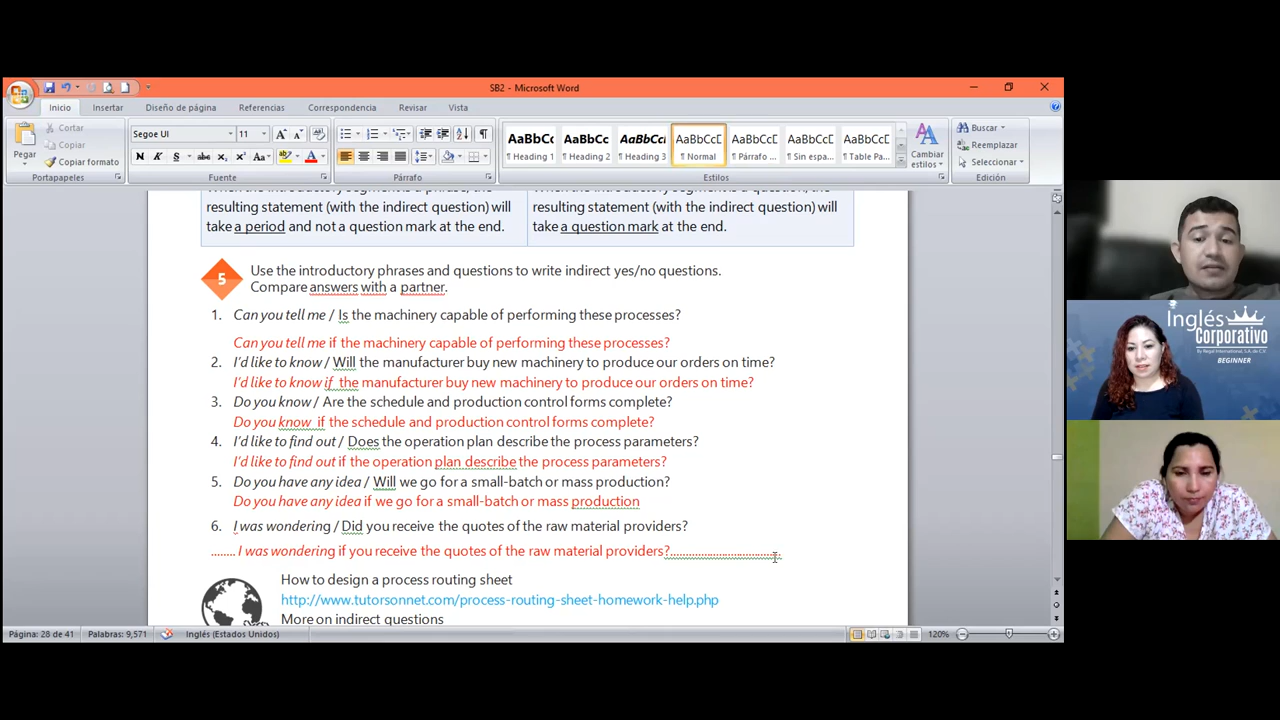 SB2 - Microsoft Word
Inicio Insertar Diseño de página Referencias Correspondencia Revisar Vista
Pegar
Cortar
Copiar
Copiar formato
Portapapeles
Segoe UI 11
N K S abc x₂ x² Aa
Fuente
Párrafo
AaBbCc AaBbCc AaBbCcI AaBbCcD AaBbCcD AaBbCcD AaBbCcD
¶ Heading 1 ¶ Heading 2 ¶ Heading 3 ¶ Normal ¶ Párrafo ... ¶ Sin espa... ¶ Table Pa...
Estilos
Cambiar estilos
Buscar
Reemplazar
Seleccionar
Edición
resulting statement (with the indirect question) will
take a period and not a question mark at the end.
resulting statement (with the indirect question) will
take a question mark at the end.
5
Use the introductory phrases and questions to write indirect yes/no questions.
Compare answers with a partner.
1. Can you tell me / Is the machinery capable of performing these processes?
Can you tell me if the machinery capable of performing these processes?
2. I'd like to know / Will the manufacturer buy new machinery to produce our orders on time?
I'd like to know if the manufacturer buy new machinery to produce our orders on time?
3. Do you know / Are the schedule and production control forms complete?
Do you know if the schedule and production control forms complete?
4. I'd like to find out / Does the operation plan describe the process parameters?
I'd like to find out if the operation plan describe the process parameters?
5. Do you have any idea / Will we go for a small-batch or mass production?
Do you have any idea if we go for a small-batch or mass production
6. I was wondering / Did you receive the quotes of the raw material providers?
........ I was wondering if you receive the quotes of the raw material providers?...................................
How to design a process routing sheet
http://www.tutorsonnet.com/process-routing-sheet-homework-help.php
More on indirect questions
Página: 28 de 41 Palabras: 9,571 Inglés (Estados Unidos) 120%
Inglés
Corporativo
By Regal International, S.A. de C.V.
BEGINNER